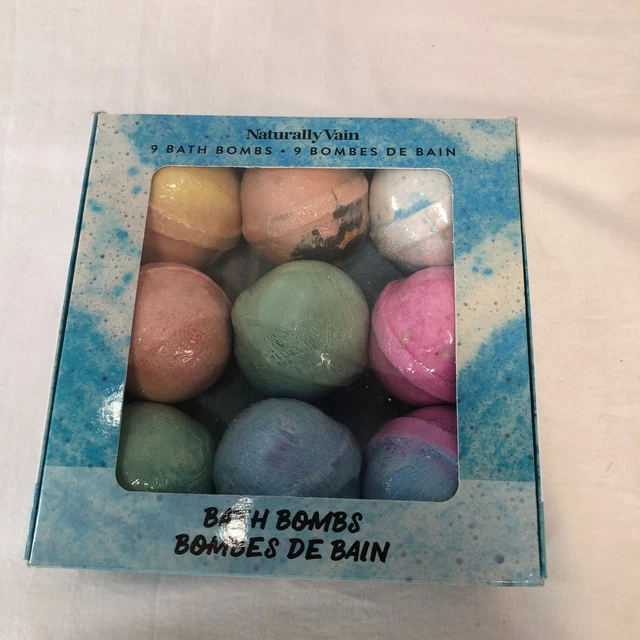 Naturally Vain
9 BATH BOMBS • 9 BOMBES DE BAIN
BATH BOMBS
BOMBES DE BAIN